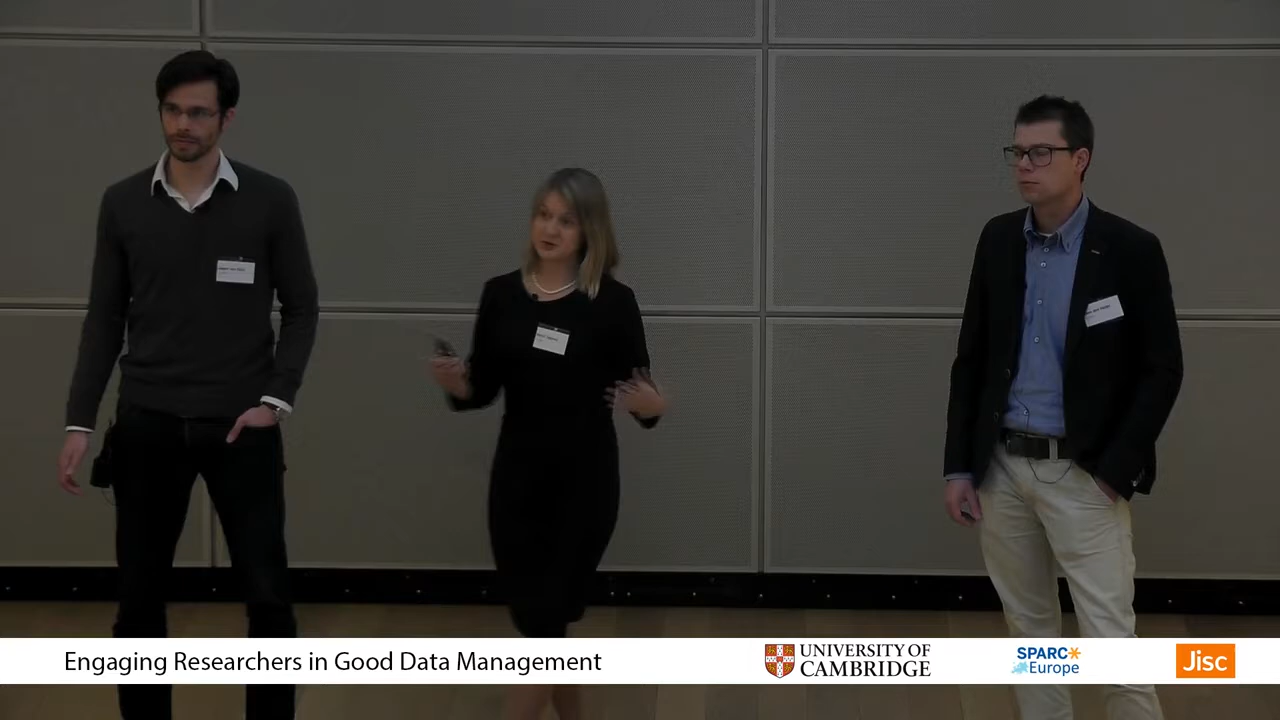 Engaging Researchers in Good Data Management
UNIVERSITY OF
CAMBRIDGE
SPARC
Europe
Jisc